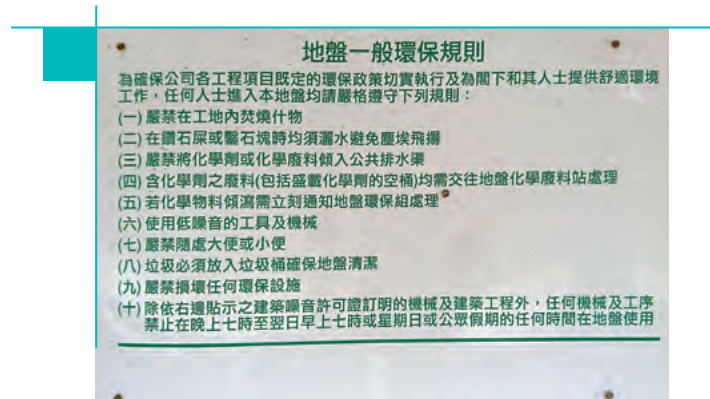 地盤一般環保規則
為確保公司各工程項目既定的環保政策切實執行及為閣下和其人士提供舒適環境
工作，任何人士進入本地盤均請嚴格遵守下列規則：
(一) 嚴禁在工地內焚燒什物
(二) 在鑽石屎或鑿石塊時均須灑水避免塵埃飛揚
(三) 嚴禁將化學劑或化學廢料傾入公共排水渠
(四) 含化學劑之廢料(包括盛載化學劑的空桶)均需交往地盤化學廢料站處理
(五) 若化學物料傾瀉需立刻通知地盤環保組處理
(六) 使用低噪音的工具及機械
(七) 嚴禁隨處大便或小便
(八) 垃圾必須放入垃圾桶確保地盤清潔
(九) 嚴禁損壞任何環保設施
(十) 除依右邊貼示之建築噪音許可證訂明的機械及建築工程外，任何機械及工序
禁止在晚上七時至翌日早上七時或星期日或公眾假期的任何時間在地盤使用